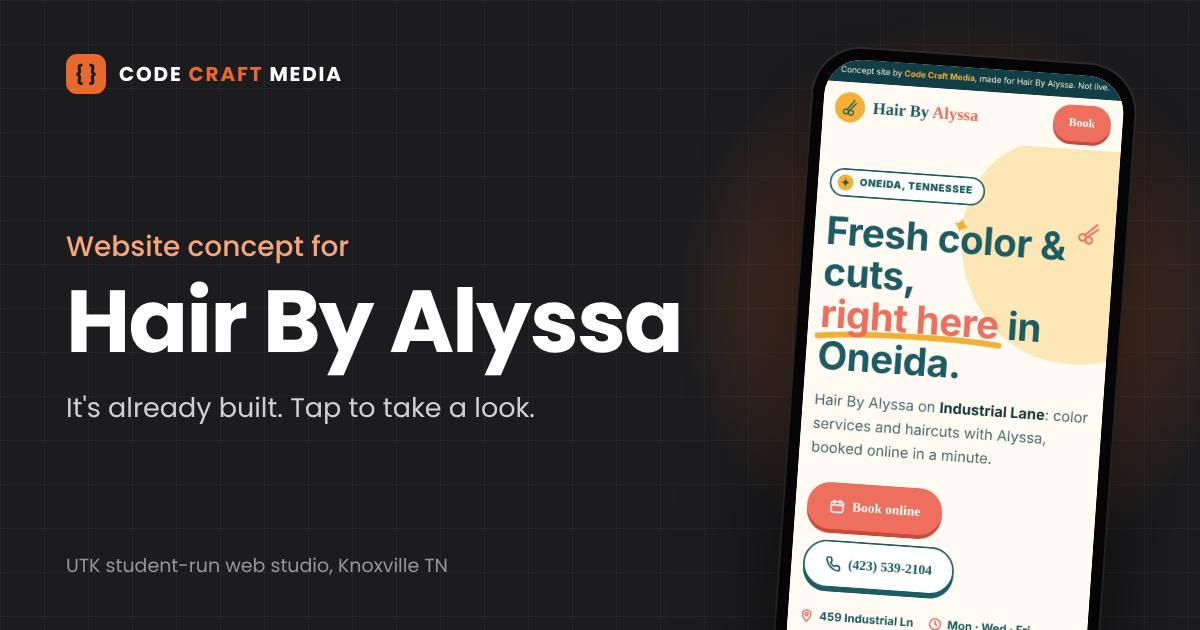 { } CODE CRAFT MEDIA
Website concept for
Hair By Alyssa
It's already built. Tap to take a look.
UTK student-run web studio, Knoxville TN
Concept site by Code Craft Media, made for Hair By Alyssa. Not live.
Hair By Alyssa
Book
ONEIDA, TENNESSEE
Fresh color &
cuts,
right here in
Oneida.
Hair By Alyssa on Industrial Lane: color
services and haircuts with Alyssa,
booked online in a minute.
Book online
(423) 539-2104
459 Industrial Ln
Mon · Wed · Fri